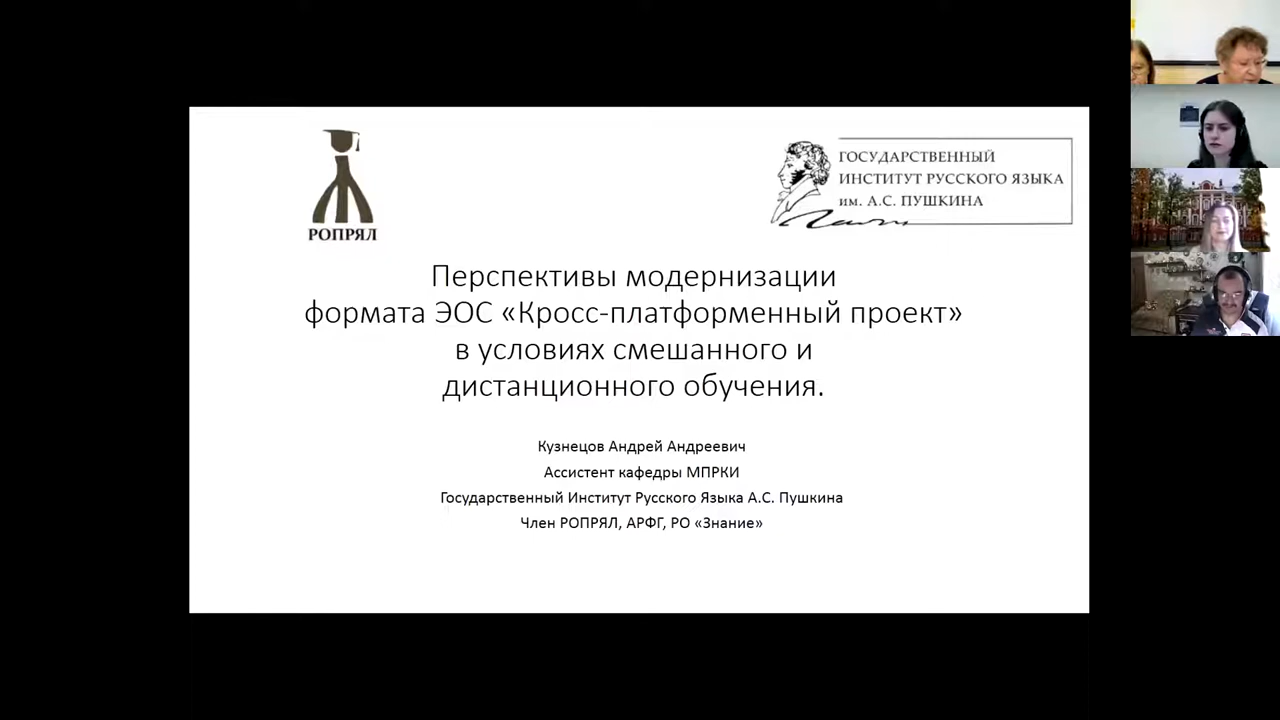 РОПРЯЛ
ГОСУДАРСТВЕННЫЙ
ИНСТИТУТ РУССКОГО ЯЗЫКА
им. А.С. ПУШКИНА
Перспективы модернизации
формата ЭОС «Кросс-платформенный проект»
в условиях смешанного и
дистанционного обучения.
Кузнецов Андрей Андреевич
Ассистент кафедры МПРКИ
Государственный Институт Русского Языка А.С. Пушкина
Член РОПРЯЛ, АРФГ, РО «Знание»